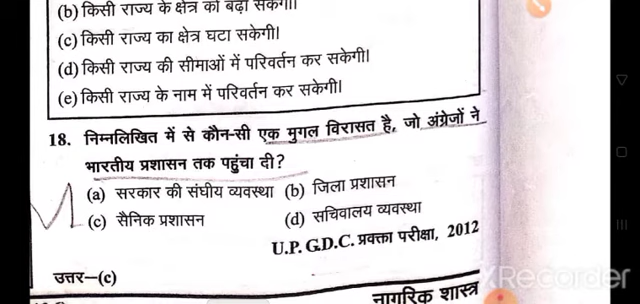 (b) किसी राज्य के क्षेत्र को बढ़ा सकेगी।
(c) किसी राज्य का क्षेत्र घटा सकेगी।
(d) किसी राज्य की सीमाओं में परिवर्तन कर सकेगी।
(e) किसी राज्य के नाम में परिवर्तन कर सकेगी।
18. निम्नलिखित में से कौन-सी एक मुगल विरासत है, जो अंग्रेजों ने
भारतीय प्रशासन तक पहुंचा दी?
(a) सरकार की संघीय व्यवस्था (b) जिला प्रशासन
(c) सैनिक प्रशासन (d) सचिवालय व्यवस्था
U.P. G.D.C. प्रवक्ता परीक्षा, 2012
उत्तर–(c)
नागरिक शास्त्र
XRecorder